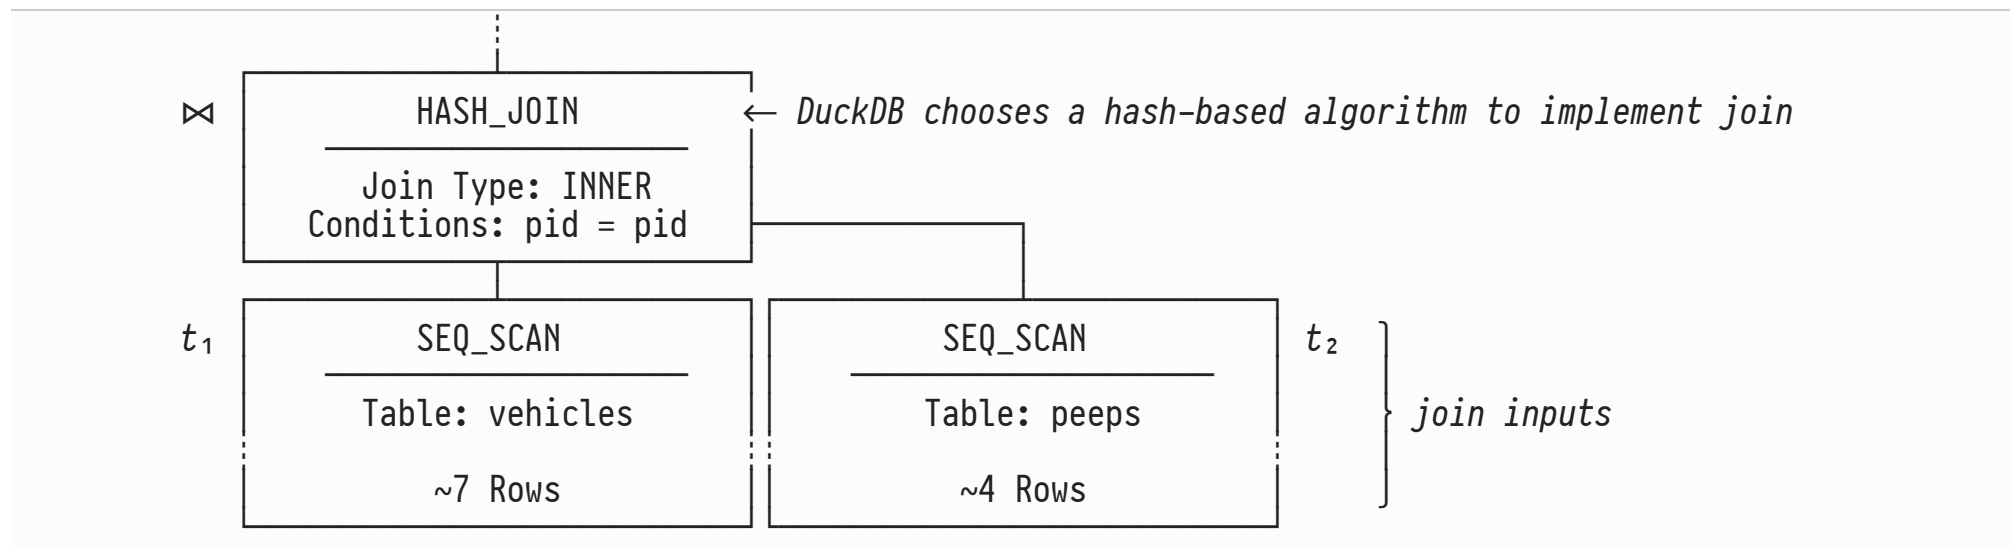 ⋈ HASH_JOIN ← DuckDB chooses a hash-based algorithm to implement join
Join Type: INNER
Conditions: pid = pid
t₁ SEQ_SCAN SEQ_SCAN t₂
Table: vehicles Table: peeps join inputs
~7 Rows ~4 Rows